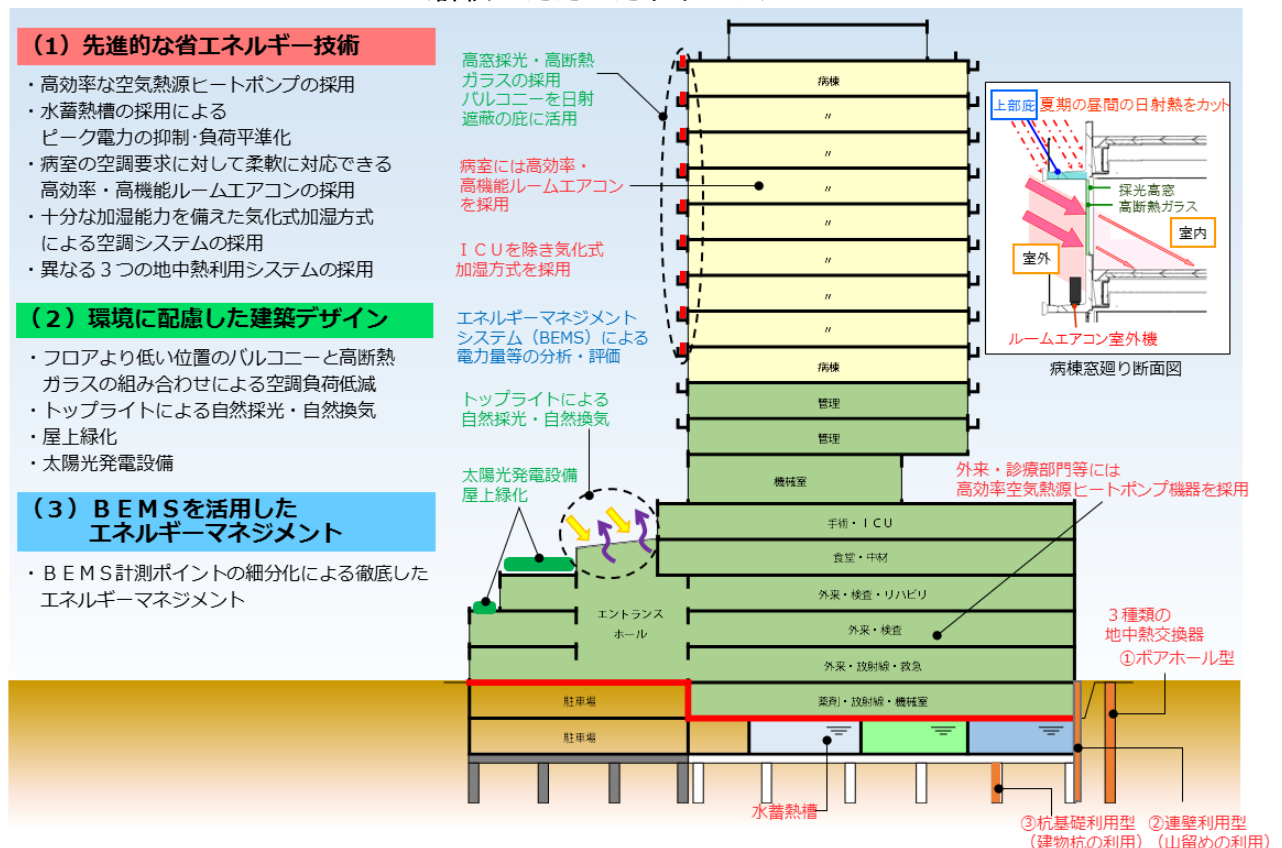 (1)先進的な省エネルギー技術
・高効率な空気熱源ヒートポンプの採用
・水蓄熱槽の採用による
ピーク電力の抑制・負荷平準化
・病室の空調要求に対して柔軟に対応できる
高効率・高機能ルームエアコンの採用
・十分な加湿能力を備えた気化式加湿方式
による空調システムの採用
・異なる3つの地中熱利用システムの採用
(2)環境に配慮した建築デザイン
・フロアより低い位置のバルコニーと高断熱
ガラスの組み合わせによる空調負荷低減
・トップライトによる自然採光・自然換気
・屋上緑化
・太陽光発電設備
(3)BEMSを活用した
エネルギーマネジメント
・BEMS計測ポイントの細分化による徹底した
エネルギーマネジメント
高窓採光・高断熱
ガラスの採用
バルコニーを日射
遮蔽の庇に活用
病室には高効率・
高機能ルームエアコン
を採用
ICUを除き気化式
加湿方式を採用
エネルギーマネジメント
システム(BEMS)による
電力量等の分析・評価
トップライトによる
自然採光・自然換気
太陽光発電設備
屋上緑化
病棟
〃
〃
〃
〃
〃
〃
〃
病棟
管理
管理
機械室
手術・ICU
食堂・中材
外来・検査・リハビリ
エントランス
ホール
外来・検査
外来・放射線・救急
駐車場
薬剤・放射線・機械室
駐車場
水蓄熱槽
上部庇
夏期の昼間の日射熱をカット
採光高窓
高断熱ガラス
室内
室外
ルームエアコン室外機
病棟窓廻り断面図
外来・診療部門等には
高効率空気熱源ヒートポンプ機器を採用
3種類の
地中熱交換器
①ボアホール型
③杭基礎利用型
(建物杭の利用)
②連壁利用型
(山留めの利用)